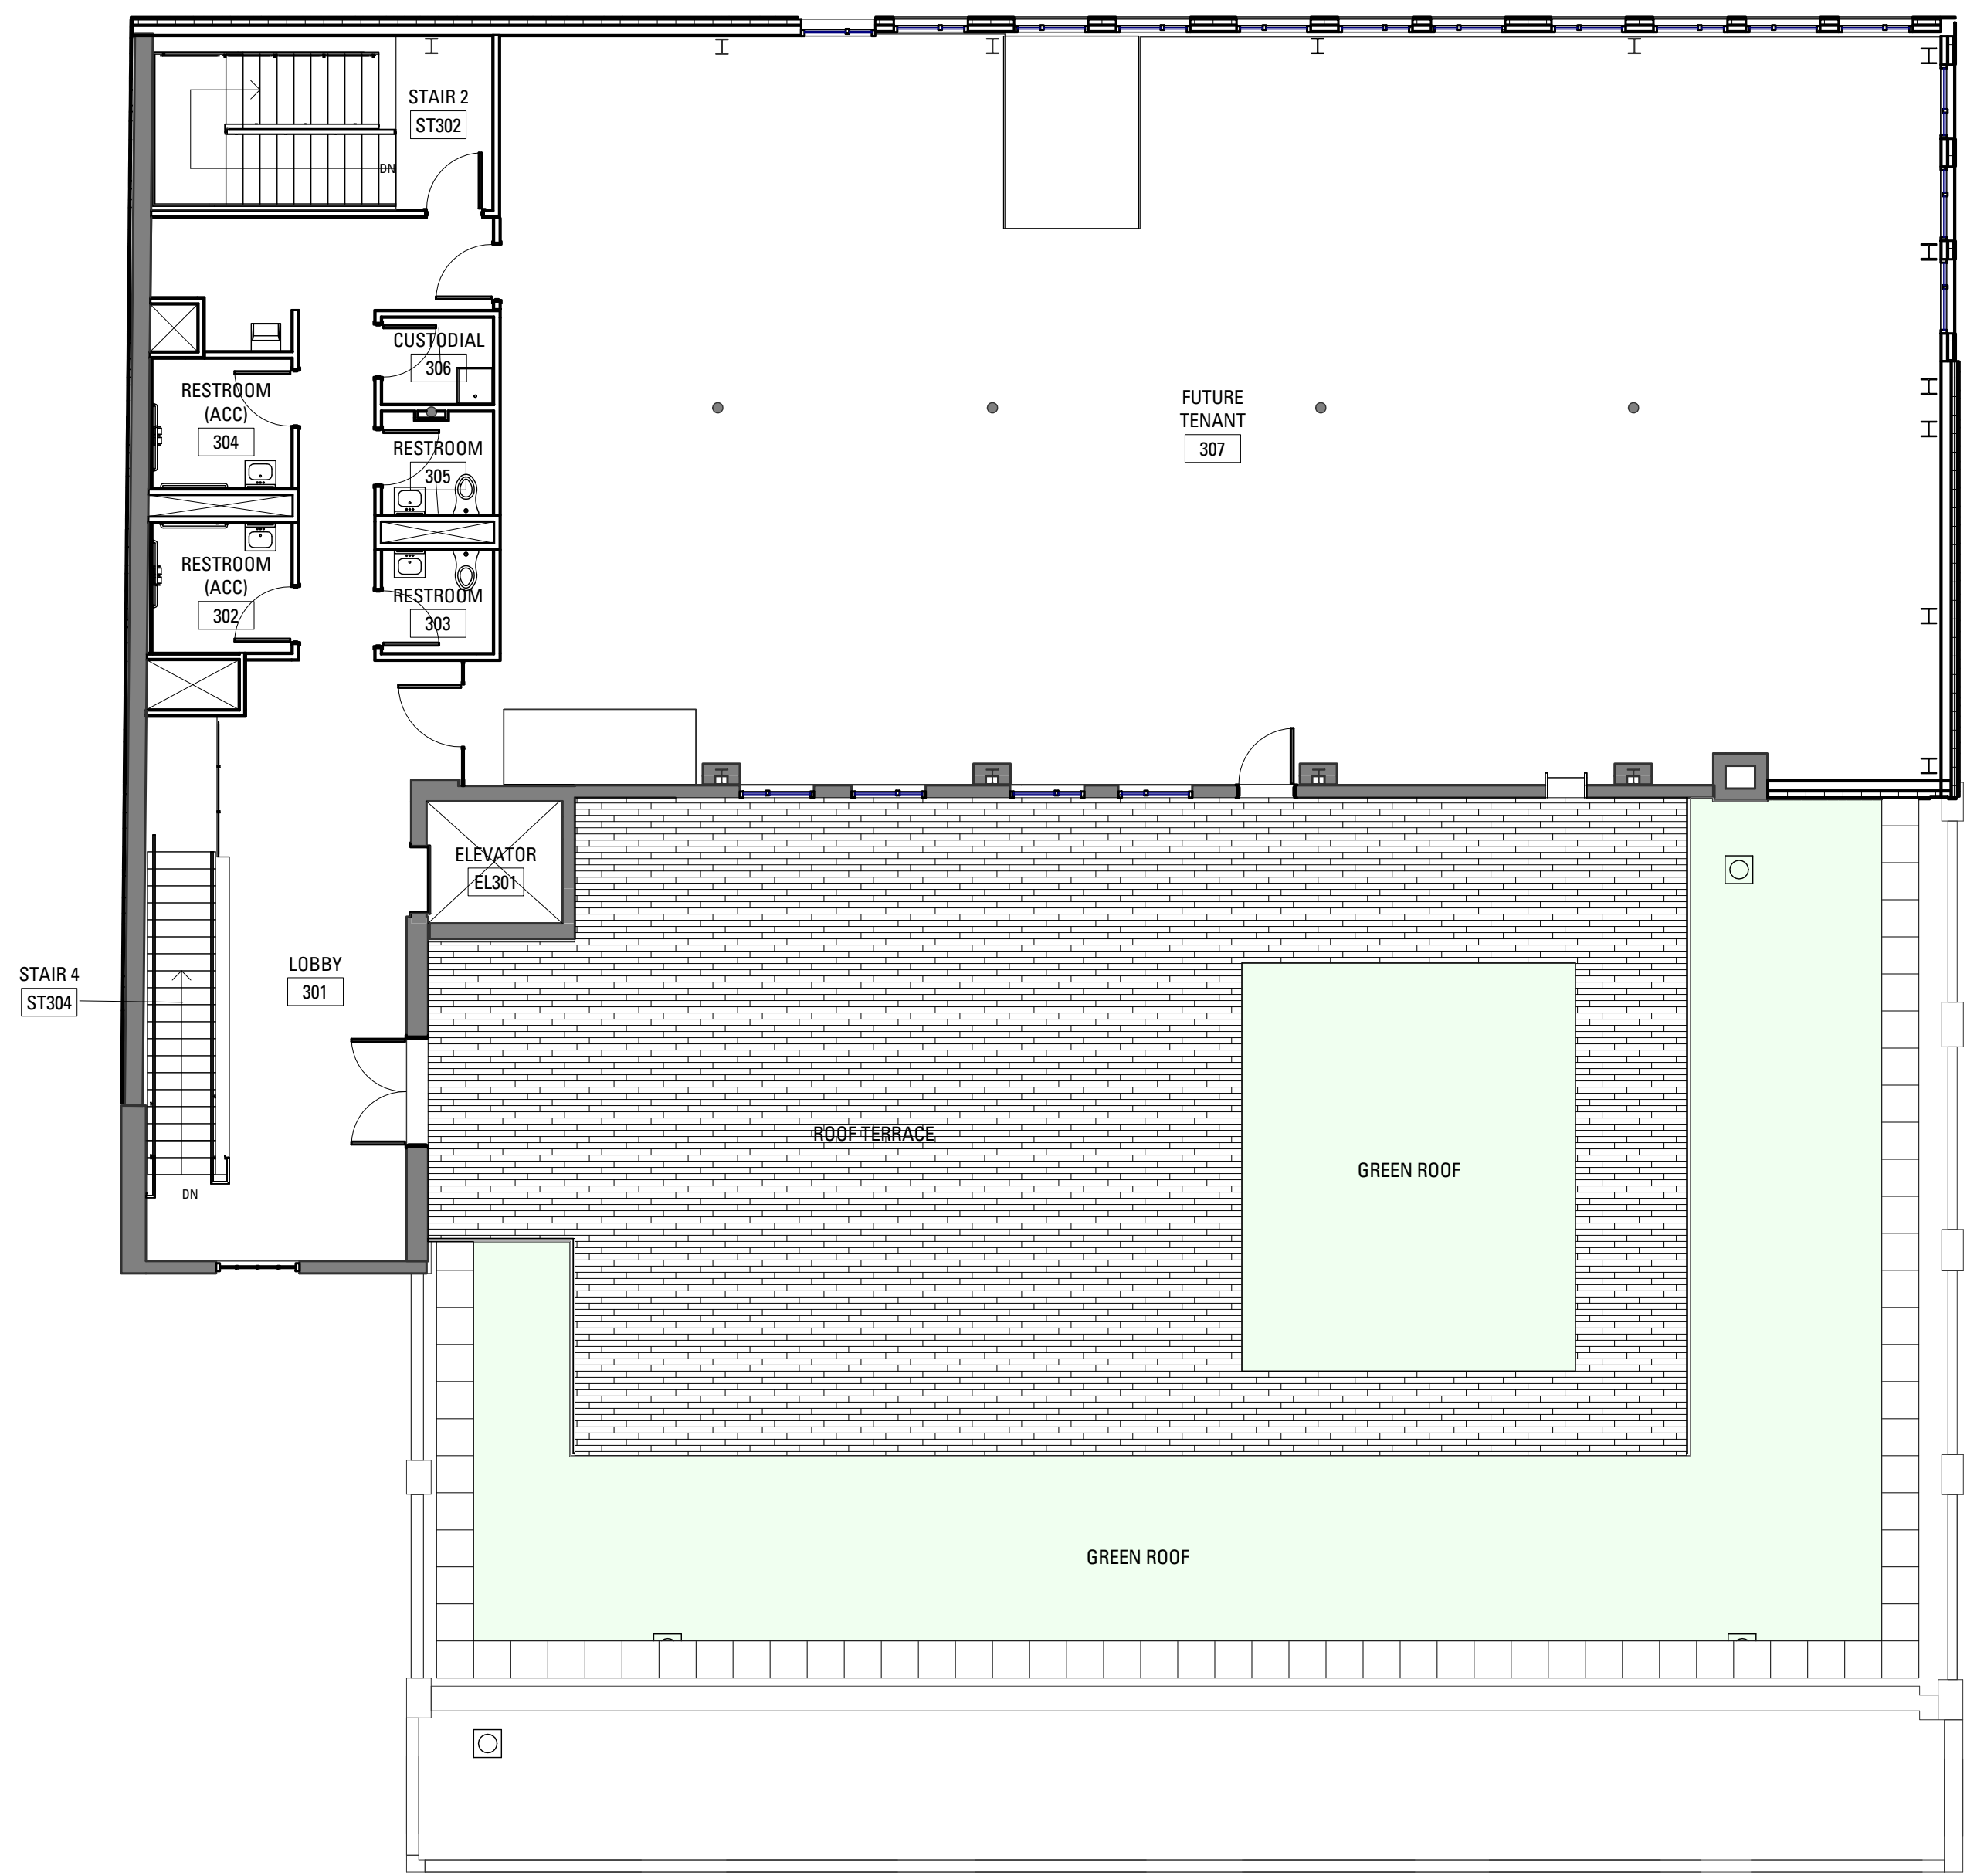 STAIR 2
ST302
DN
CUSTODIAL
306
RESTROOM
(ACC)
304
RESTROOM
305
FUTURE
TENANT
307
RESTROOM
(ACC)
302
RESTROOM
303
ELEVATOR
EL301
STAIR 4
ST304
LOBBY
301
DN
ROOF TERRACE
GREEN ROOF
GREEN ROOF